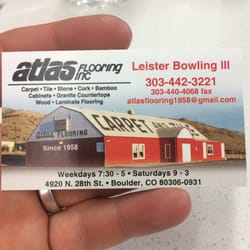 atlas FLOORING INC
Carpet • Tile • Stone • Cork • Bamboo
Cabinets • Granite Countertops
Wood • Laminate Flooring
Leister Bowling III
303-442-3221
303-440-4068 fax
atlasflooring1958@gmail.com
FLOORING
CARPET
Since 1958
Weekdays 7:30 - 5 • Saturdays 9 - 3
4920 N. 28th St. • Boulder, CO 80306-0931